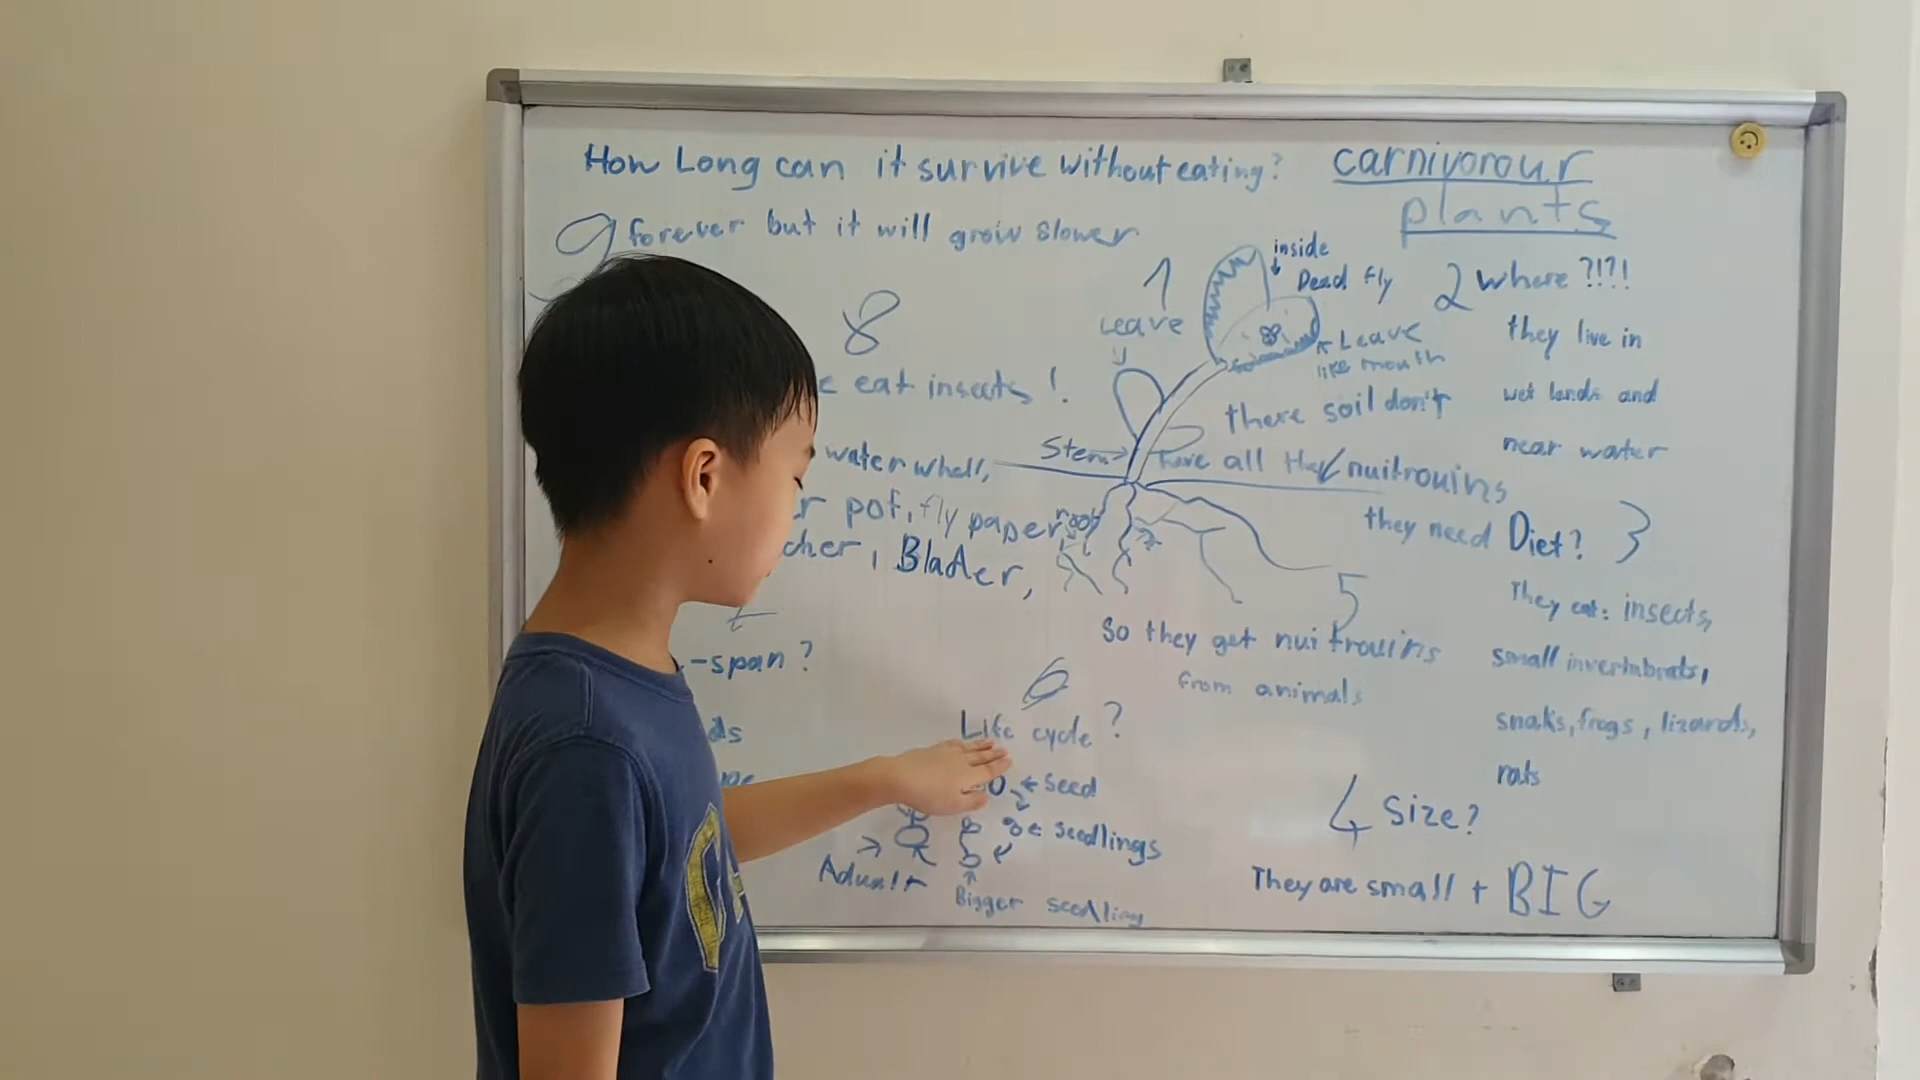 How Long can it survive without eating?
carnivorour
plants
9 forever but it will grow slower
1
Leave
inside
Dead fly
Leave
like mouth
Stem
root
2 where ?!?!
they live in
wet lands and
near water
Diet? 3
They eat: insects,
small invertabrats,
snaks, frogs, lizards,
rats
4 Size?
They are small + BIG
there soil don't
have all the nuitrouins
they need
5
So they get nuitrouins
from animals
6
Life cycle?
seed
seedlings
Bigger seedling
Adualt
-span?
8
eat insects!
water whell,
pot, fly paper
cher, Blader,